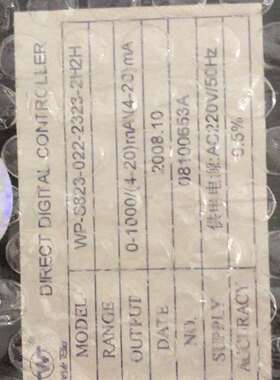 DIRECT DIGITAL CONTROLLER
MODEL WP-S823-022-2323-2H2H
RANGE 0-1000/(4-20)mA\(4-20)mA
OUTPUT
DATE 2008.10
NO. 08100653A
SUPPLY 供电电源:AC220V/50Hz
ACCTRACY 0.5%